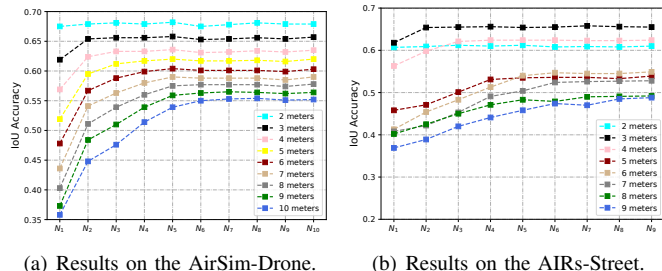 IoU Accuracy
0.70
0.65
0.60
0.55
0.50
0.45
0.40
0.35
2 meters
3 meters
4 meters
5 meters
6 meters
7 meters
8 meters
9 meters
10 meters
N1 N2 N3 N4 N5 N6 N7 N8 N9 N10
(a) Results on the AirSim-Drone.
IoU Accuracy
0.7
0.6
0.5
0.4
0.3
0.2
2 meters
3 meters
4 meters
5 meters
6 meters
7 meters
8 meters
9 meters
N1 N2 N3 N4 N5 N6 N7 N8 N9
(b) Results on the AIRs-Street.